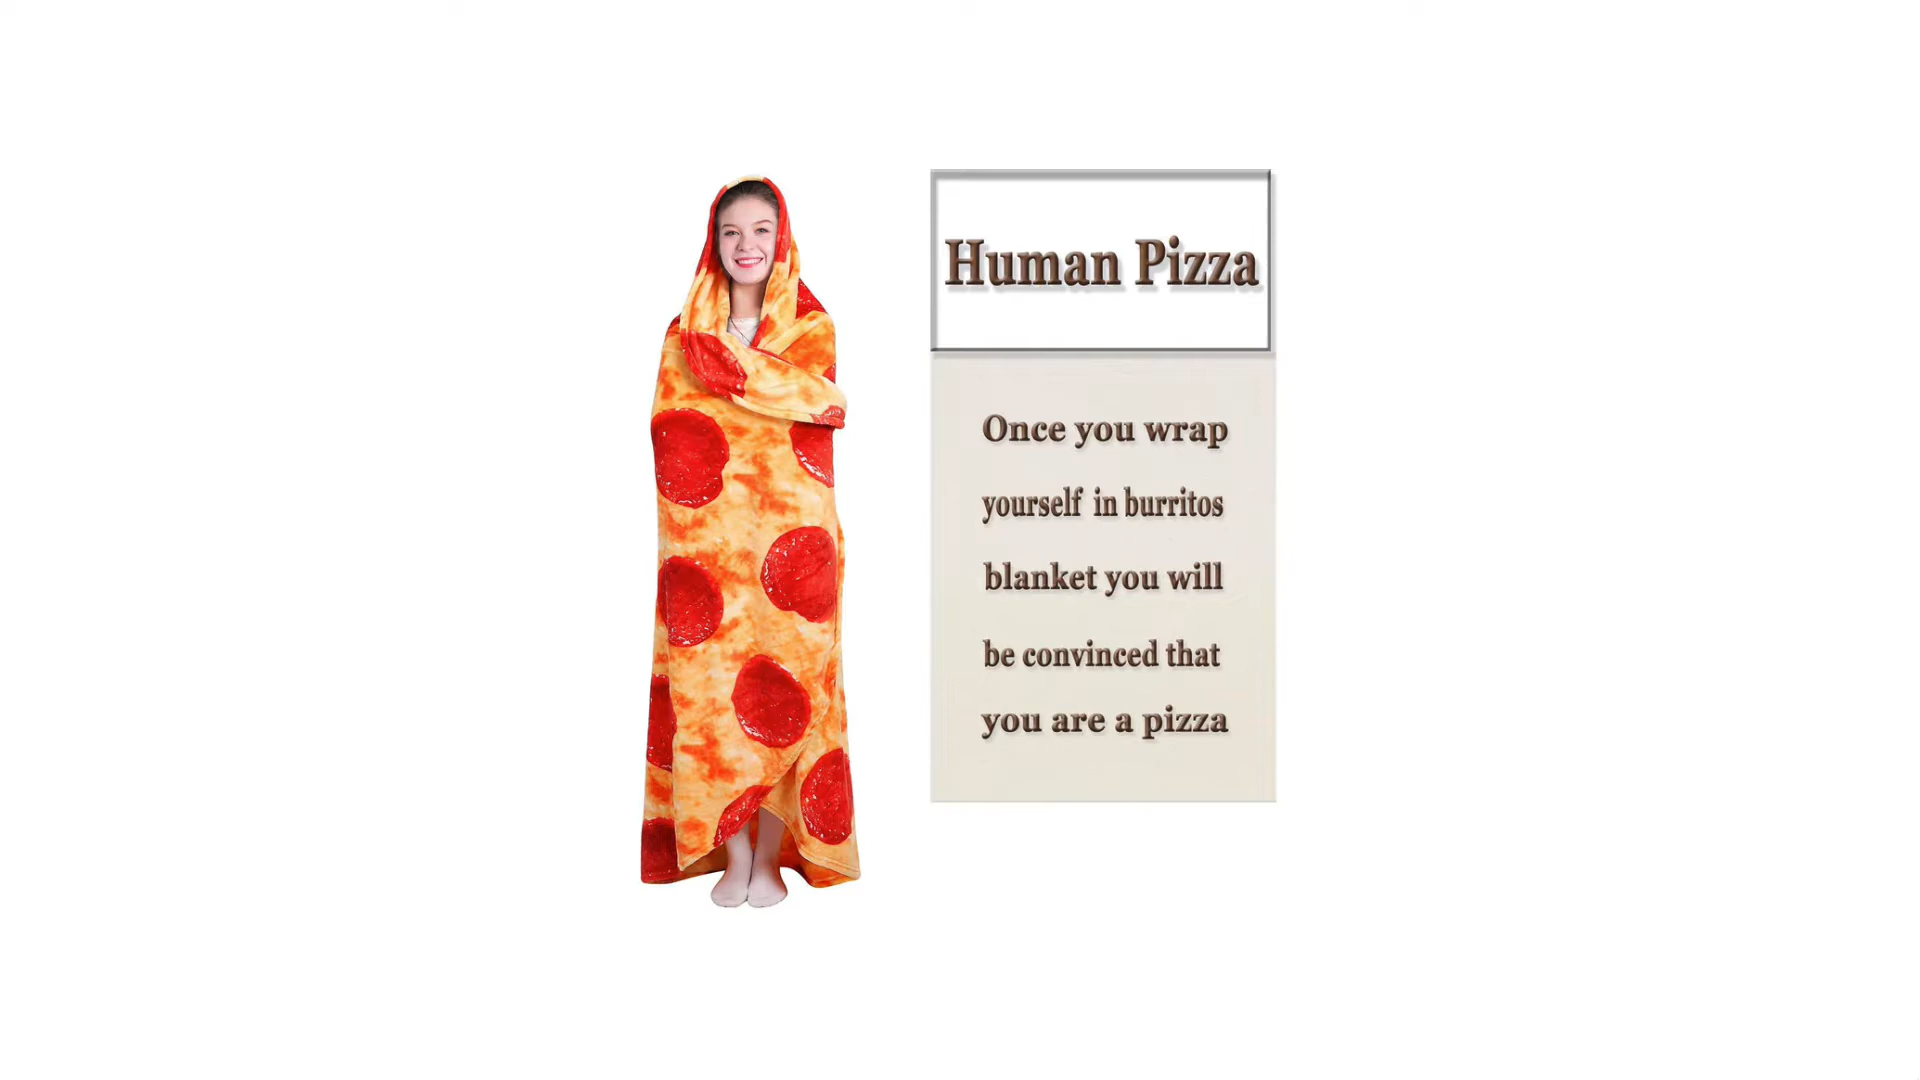 Human Pizza
Once you wrap
yourself in burritos
blanket you will
be convinced that
you are a pizza